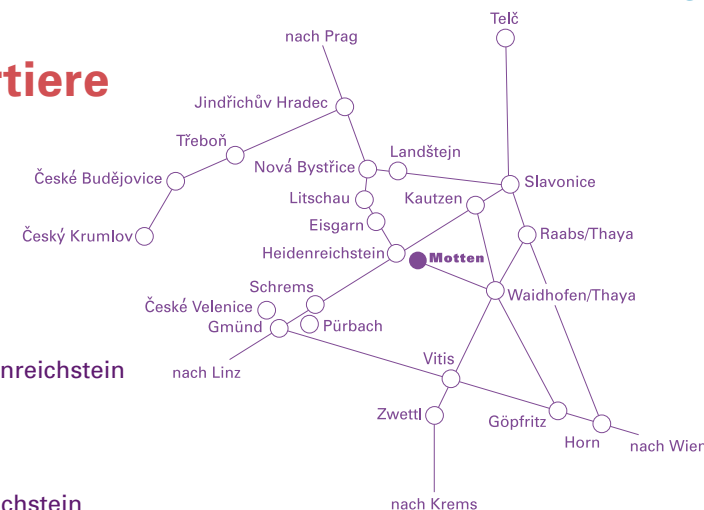 Telč
nach Prag
rtiere
Jindřichův Hradec
Třeboň
Landštejn
Nová Bystřice
České Budějovice
Slavonice
Litschau
Kautzen
Eisgarn
Český Krumlov
Raabs/Thaya
Heidenreichstein
Motten
Schrems
Waidhofen/Thaya
České Velenice
Gmünd
Pürbach
Vitis
nreichstein
nach Linz
Zwettl
Göpfritz
Horn
nach Wien
chstein
nach Krems